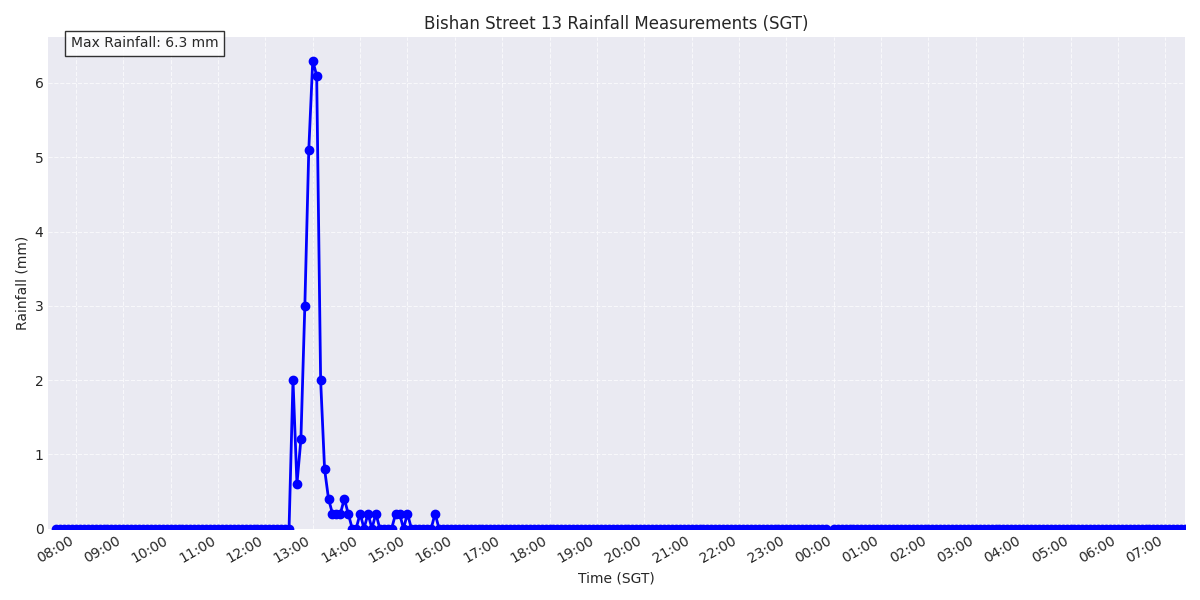 Bishan Street 13 Rainfall Measurements (SGT)
Max Rainfall: 6.3 mm
Rainfall (mm)
6
5
4
3
2
1
0
08:00 09:00 10:00 11:00 12:00 13:00 14:00 15:00 16:00 17:00 18:00 19:00 20:00 21:00 22:00 23:00 00:00 01:00 02:00 03:00 04:00 05:00 06:00 07:00
Time (SGT)